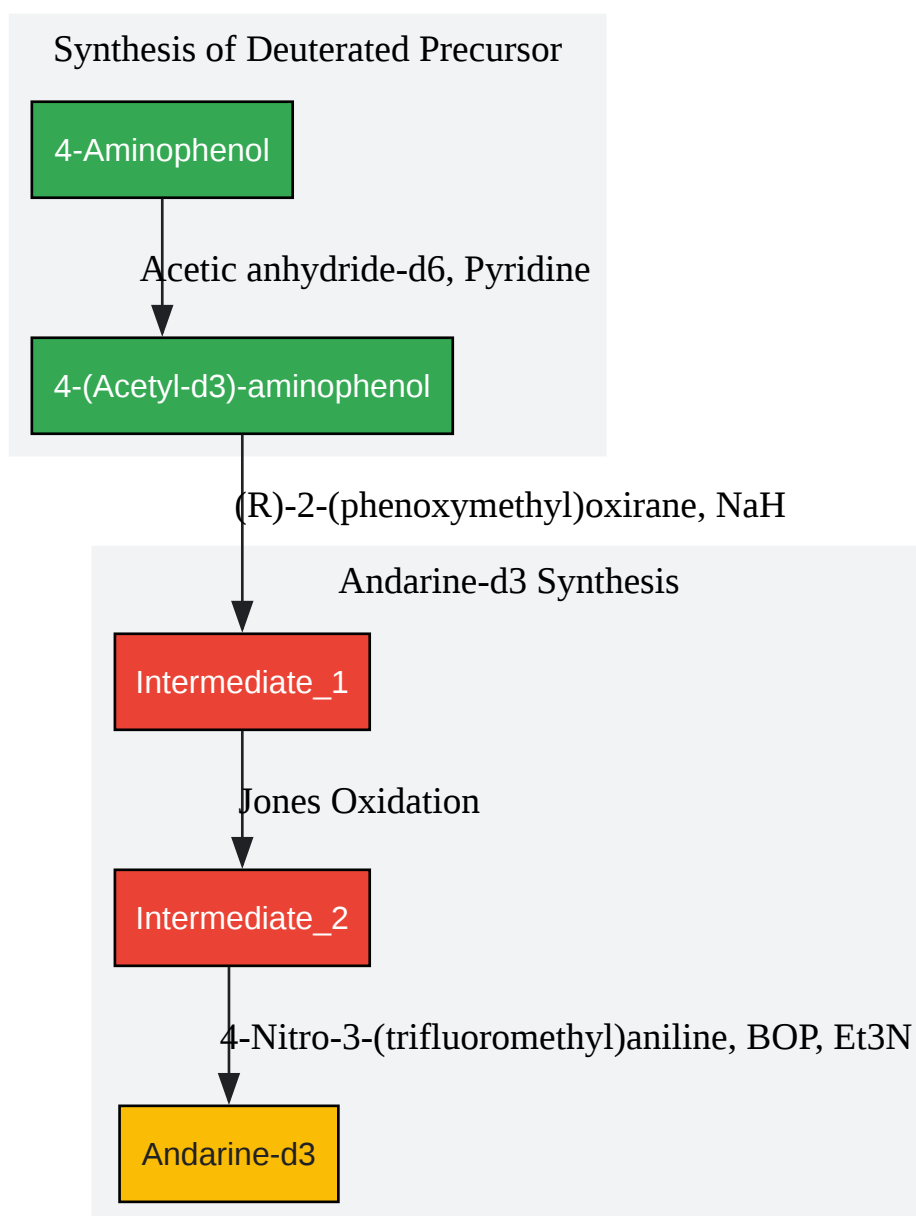 Synthesis of Deuterated Precursor
4-Aminophenol
Acetic anhydride-d6, Pyridine
4-(Acetyl-d3)-aminophenol
(R)-2-(phenoxymethyl)oxirane, NaH
Andarine-d3 Synthesis
Intermediate_1
Jones Oxidation
Intermediate_2
4-Nitro-3-(trifluoromethyl)aniline, BOP, Et3N
Andarine-d3